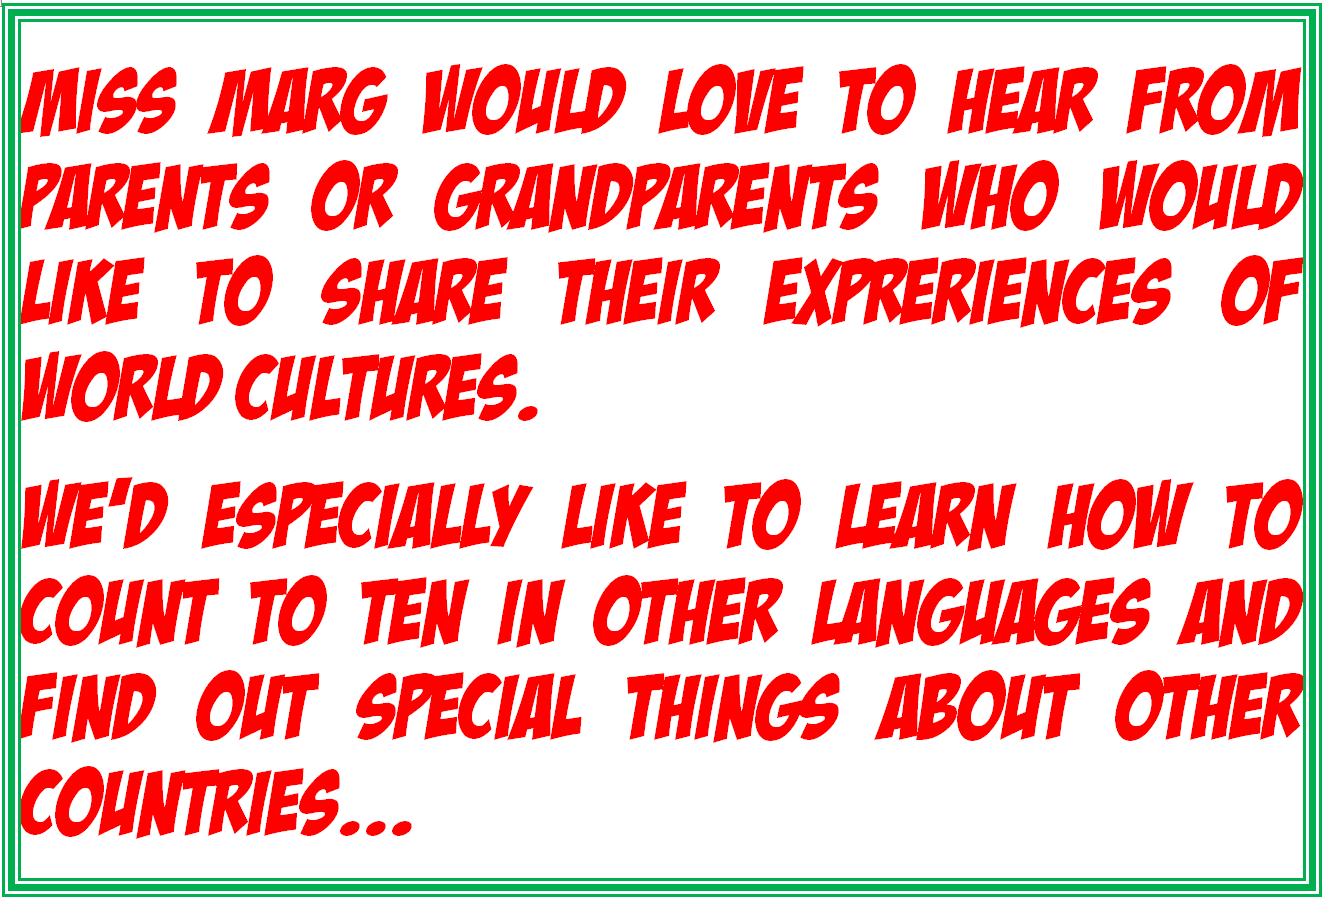 MISS MARG WOULD LOVE TO HEAR FROM
PARENTS OR GRANDPARENTS WHO WOULD
LIKE TO SHARE THEIR EXPRERIENCES OF
WORLD CULTURES.
WE'D ESPECIALLY LIKE TO LEARN HOW TO
COUNT TO TEN IN OTHER LANGUAGES AND
FIND OUT SPECIAL THINGS ABOUT OTHER
COUNTRIES...